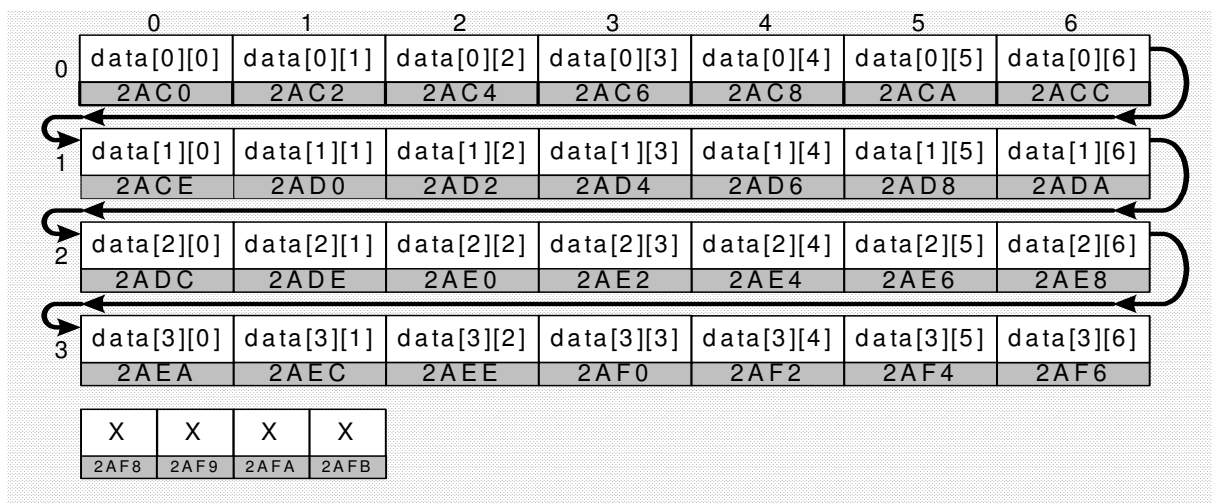 0 1 2 3 4 5 6
0 data[0][0] data[0][1] data[0][2] data[0][3] data[0][4] data[0][5] data[0][6]
2AC0 2AC2 2AC4 2AC6 2AC8 2ACA 2ACC
1 data[1][0] data[1][1] data[1][2] data[1][3] data[1][4] data[1][5] data[1][6]
2ACE 2AD0 2AD2 2AD4 2AD6 2AD8 2ADA
2 data[2][0] data[2][1] data[2][2] data[2][3] data[2][4] data[2][5] data[2][6]
2ADC 2ADE 2AE0 2AE2 2AE4 2AE6 2AE8
3 data[3][0] data[3][1] data[3][2] data[3][3] data[3][4] data[3][5] data[3][6]
2AEA 2AEC 2AEE 2AF0 2AF2 2AF4 2AF6
X X X X
2AF8 2AF9 2AFA 2AFB